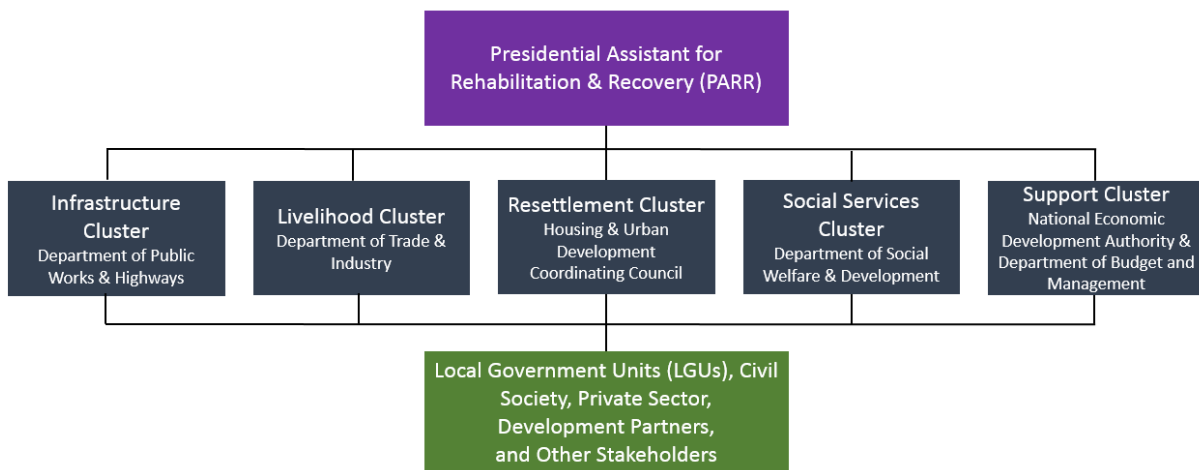 Presidential Assistant for
Rehabilitation & Recovery (PARR)
Infrastructure
Cluster
Department of Public
Works & Highways
Livelihood Cluster
Department of Trade &
Industry
Resettlement Cluster
Housing & Urban
Development
Coordinating Council
Social Services
Cluster
Department of Social
Welfare & Development
Support Cluster
National Economic
Development Authority &
Department of Budget and
Management
Local Government Units (LGUs), Civil
Society, Private Sector,
Development Partners,
and Other Stakeholders